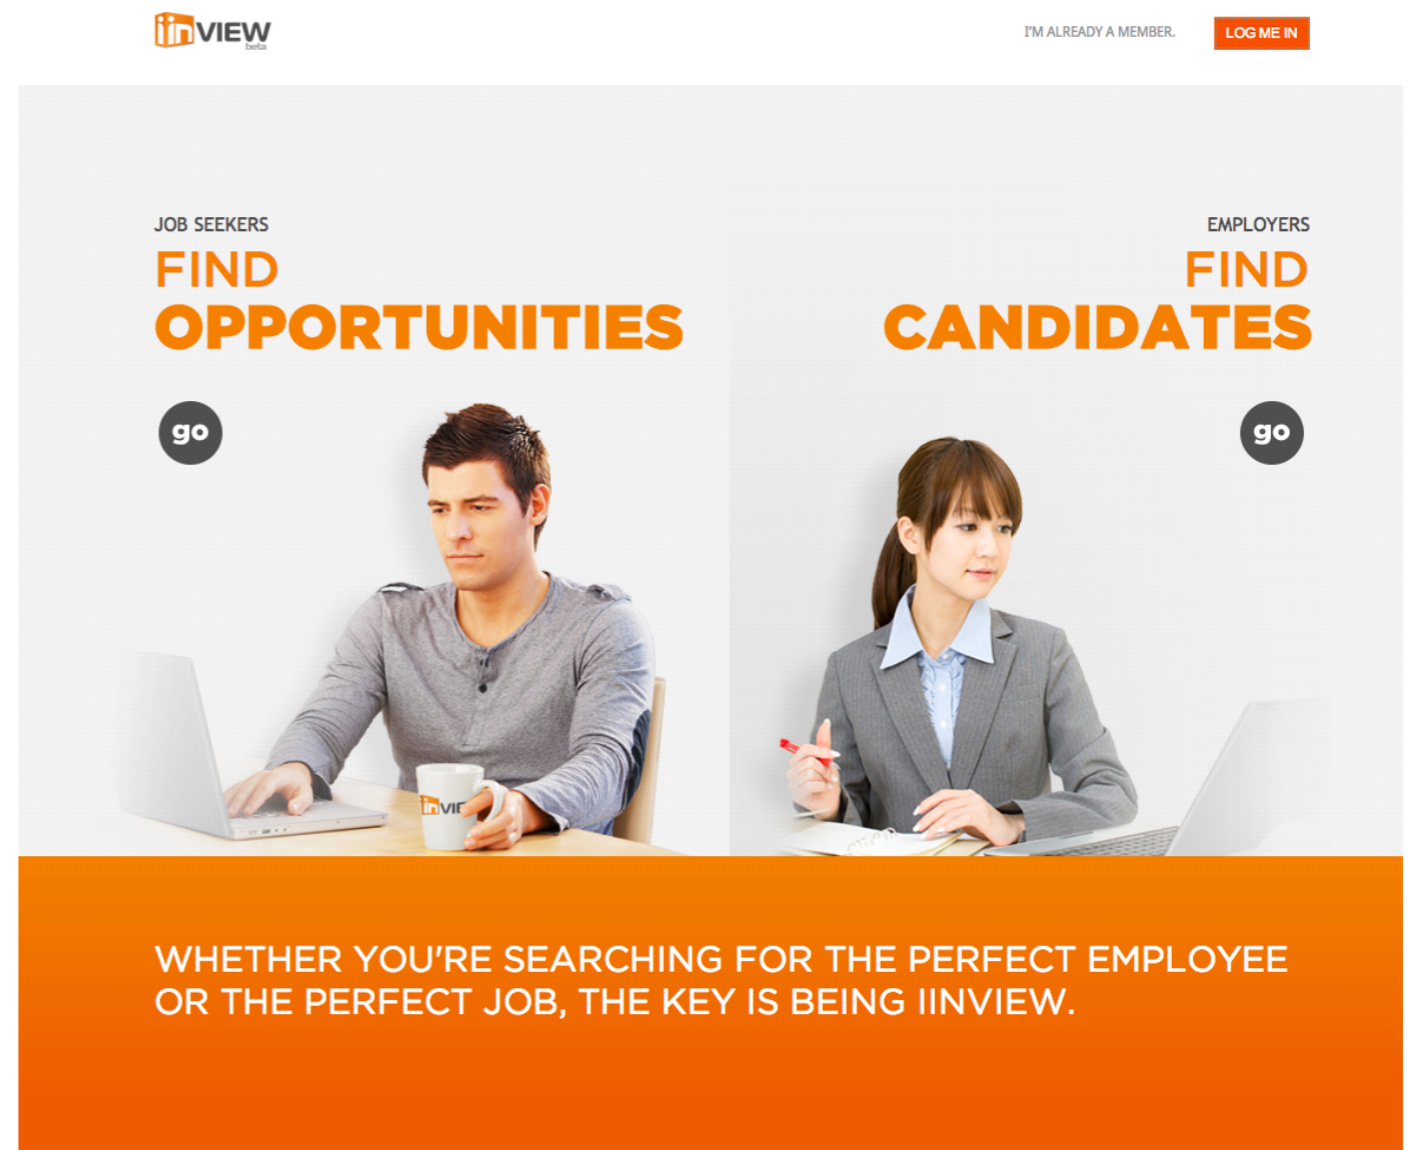 iinVIEW
beta
I'M ALREADY A MEMBER.
LOG ME IN
JOB SEEKERS
FIND
OPPORTUNITIES
go
EMPLOYERS
FIND
CANDIDATES
go
inVIE
WHETHER YOU'RE SEARCHING FOR THE PERFECT EMPLOYEE
OR THE PERFECT JOB, THE KEY IS BEING IINVIEW.